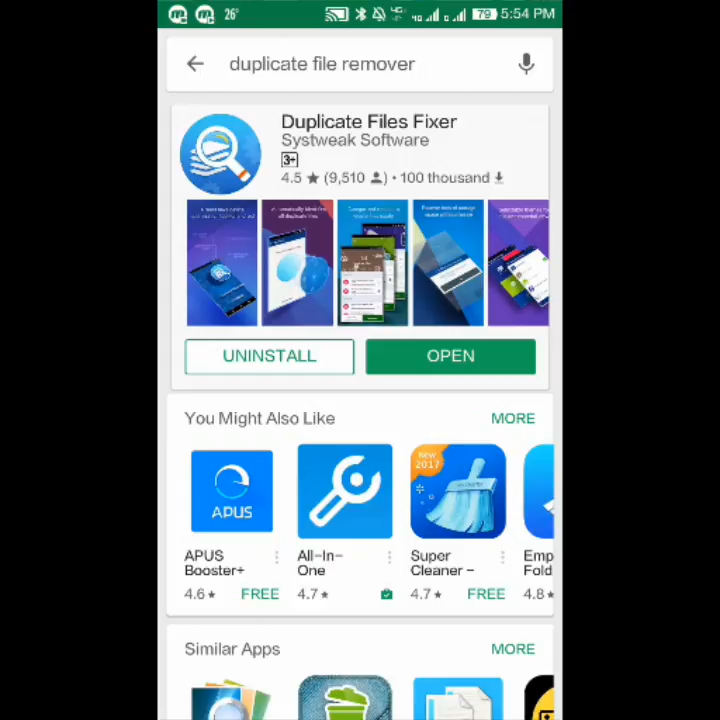 26° 4G 79 5:54 PM
duplicate file remover
Duplicate Files Fixer
Systweak Software
3+
4.5 ★ (9,510) • 100 thousand
UNINSTALL OPEN
You Might Also Like MORE
New
2017
APUS
APUS All-In- Super Emp
Booster+ One Cleaner – Fold
4.6★ FREE 4.7★ 4.7★ FREE 4.8★
Similar Apps MORE